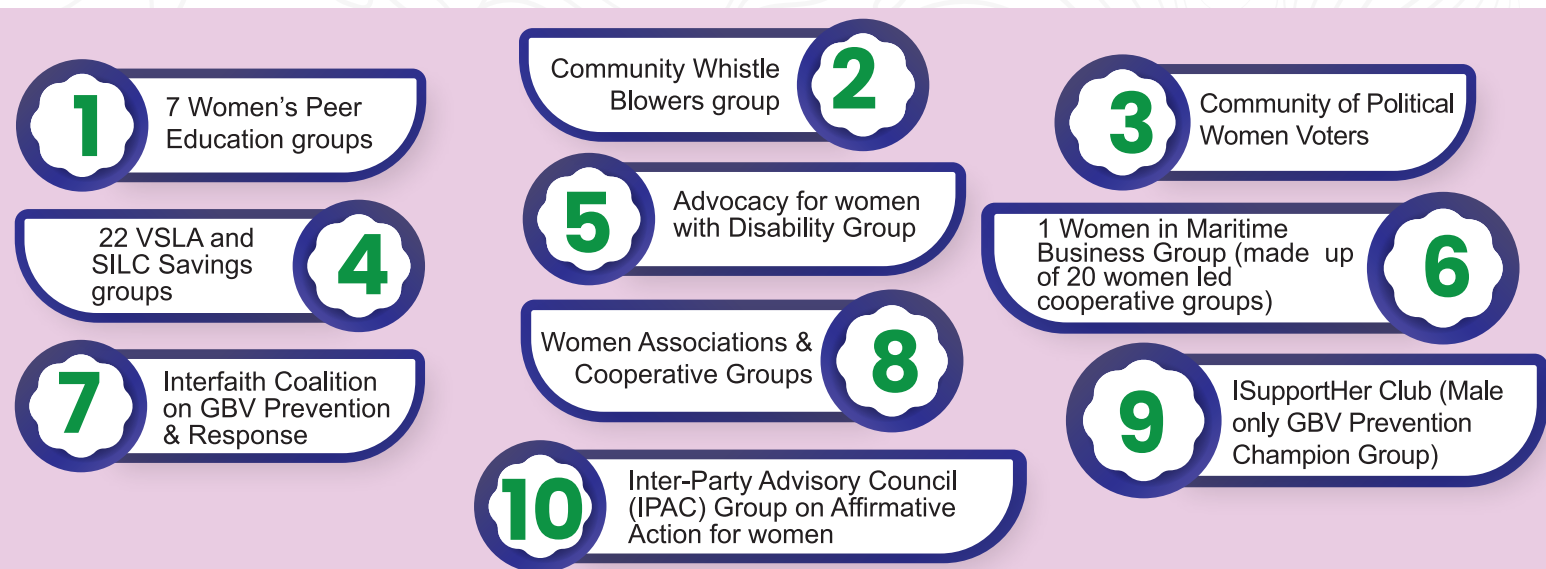 1
7 Women's Peer
Education groups
2
Community Whistle
Blowers group
3
Community of Political
Women Voters
4
22 VSLA and
SILC Savings
groups
5
Advocacy for women
with Disability Group
6
1 Women in Maritime
Business Group (made up
of 20 women led
cooperative groups)
7
Interfaith Coalition
on GBV Prevention
& Response
8
Women Associations &
Cooperative Groups
9
ISupportHer Club (Male
only GBV Prevention
Champion Group)
10
Inter-Party Advisory Council
(IPAC) Group on Affirmative
Action for women